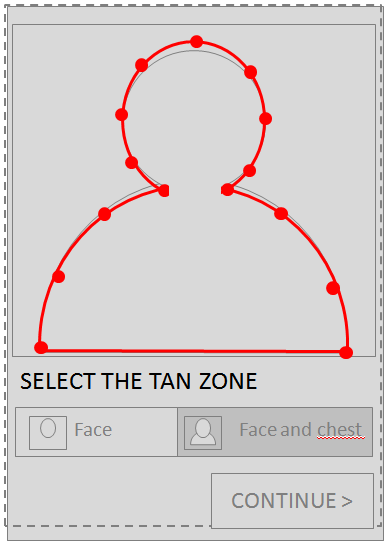 SELECT THE TAN ZONE
Face
Face and chest
CONTINUE >